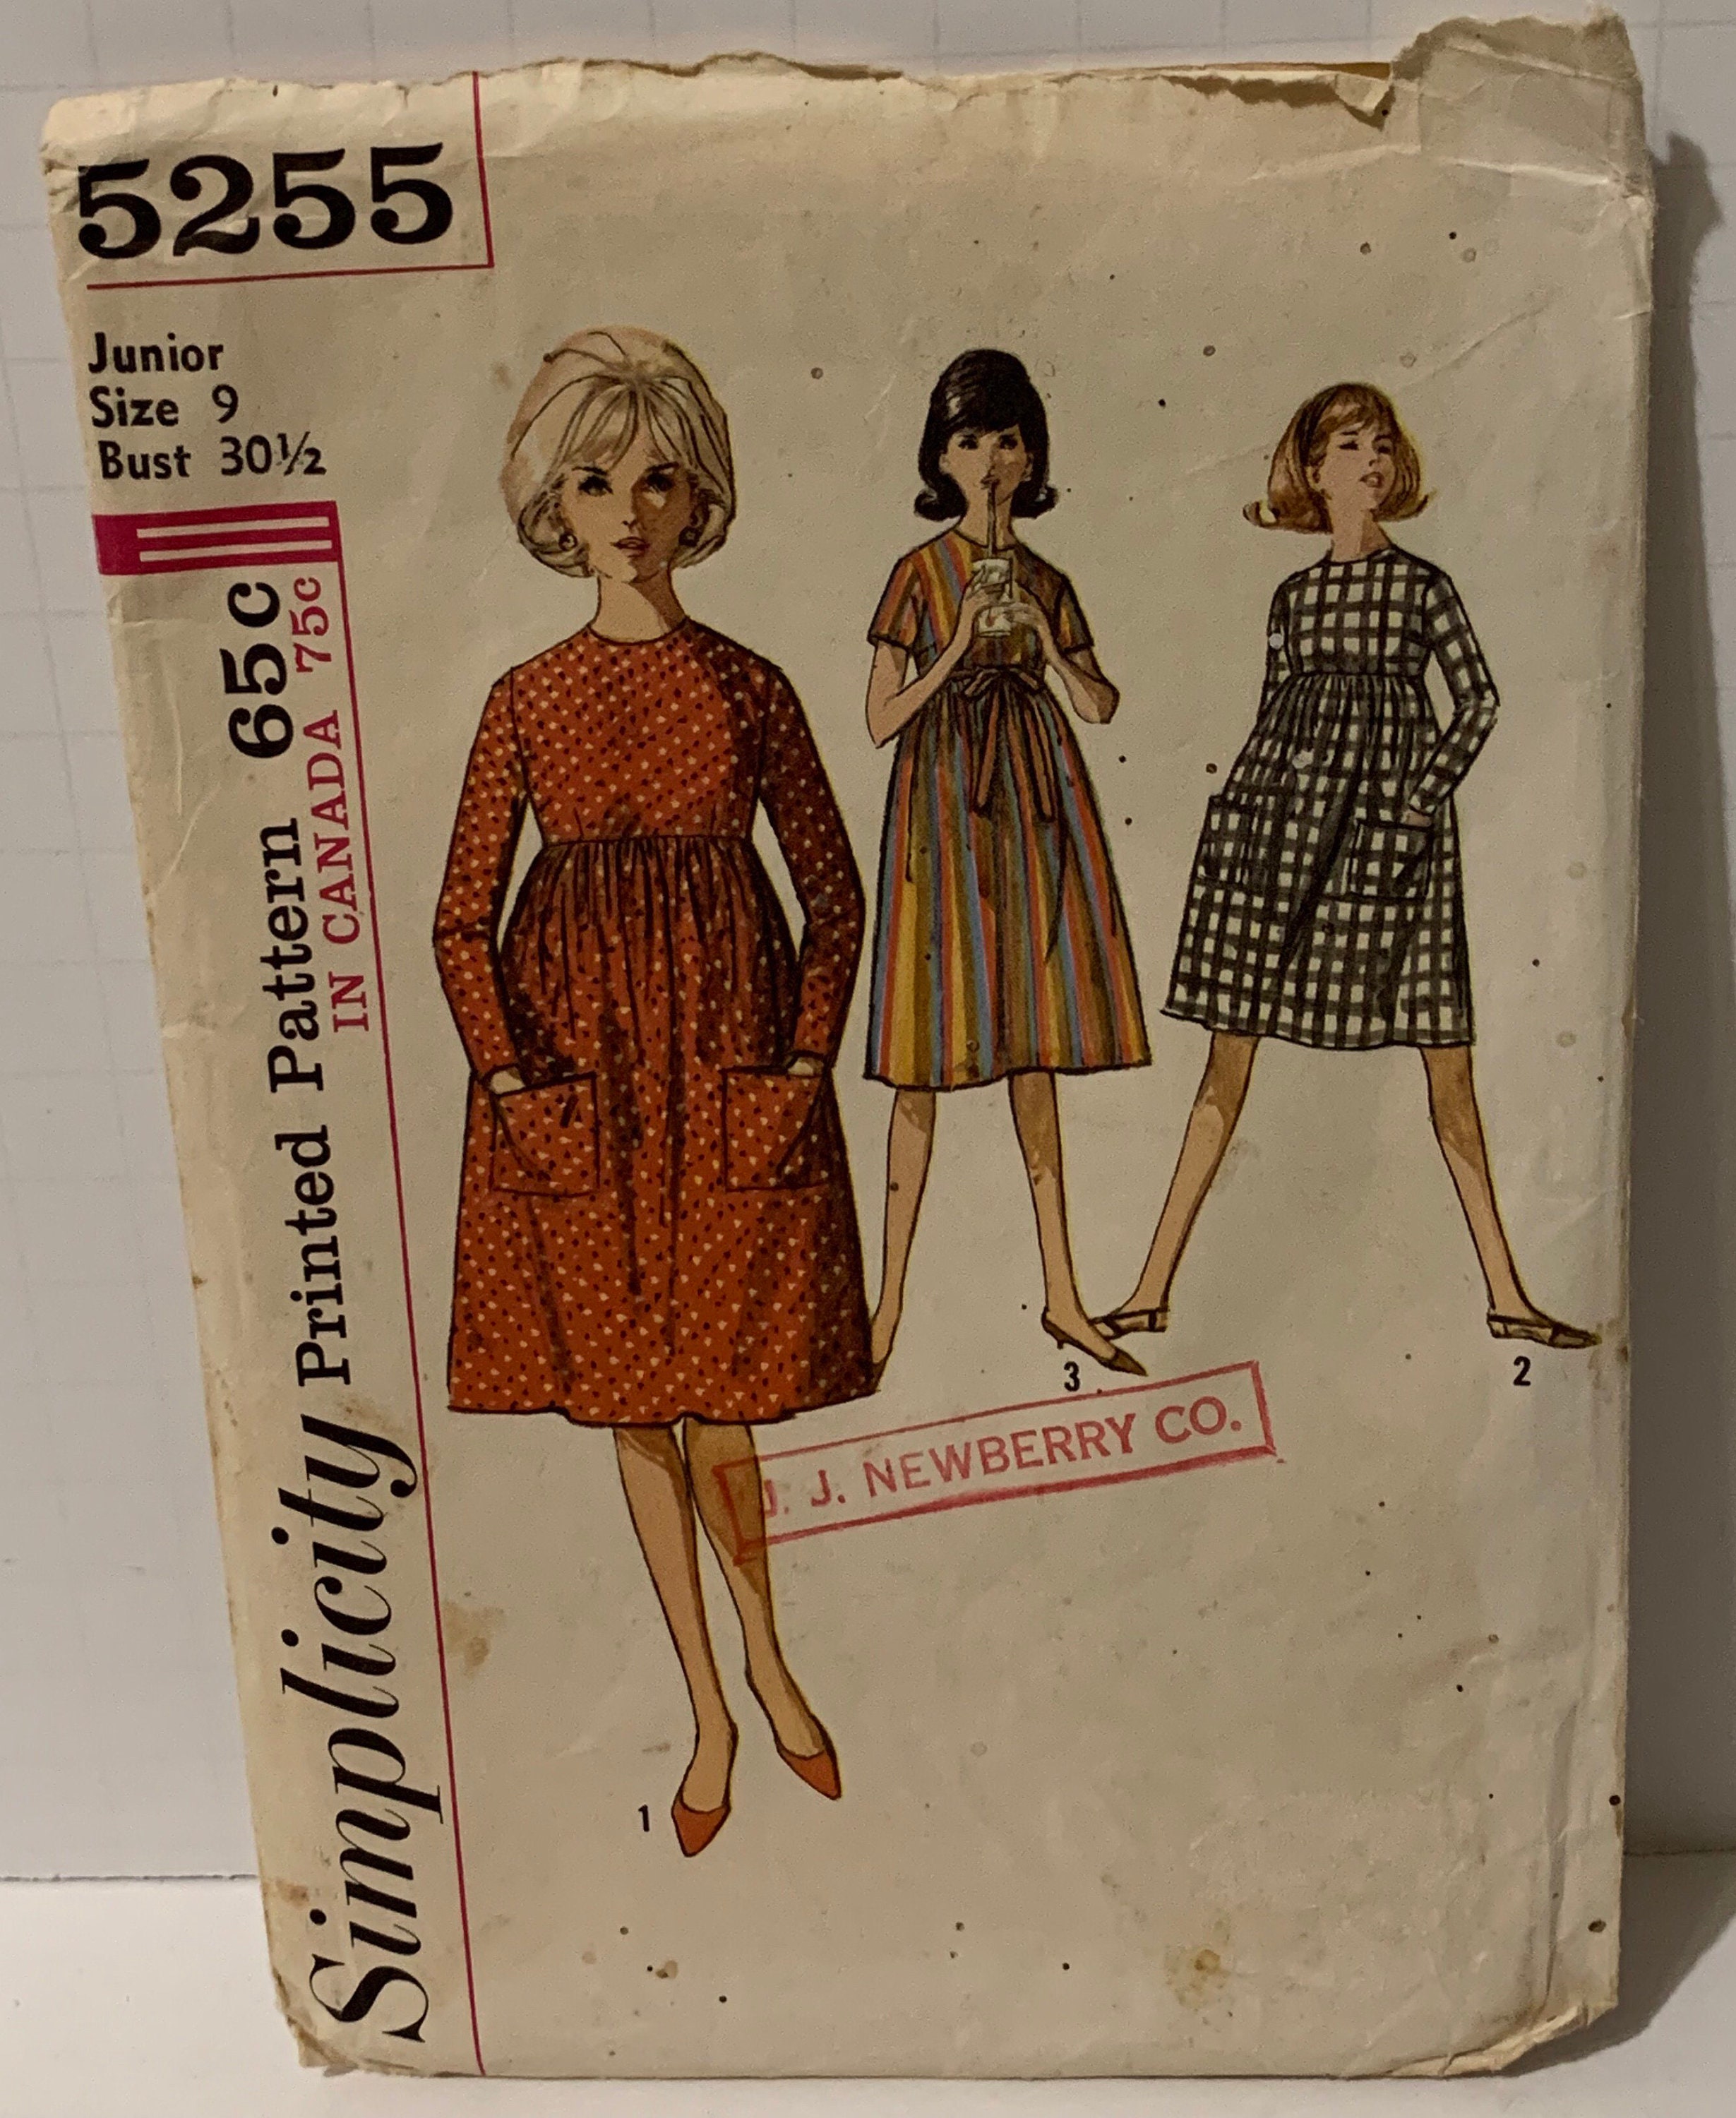 5255
Junior
Size 9
Bust 30½
Simplicity Printed Pattern 65c
IN CANADA 75c
3
2
J. J. NEWBERRY CO.
1